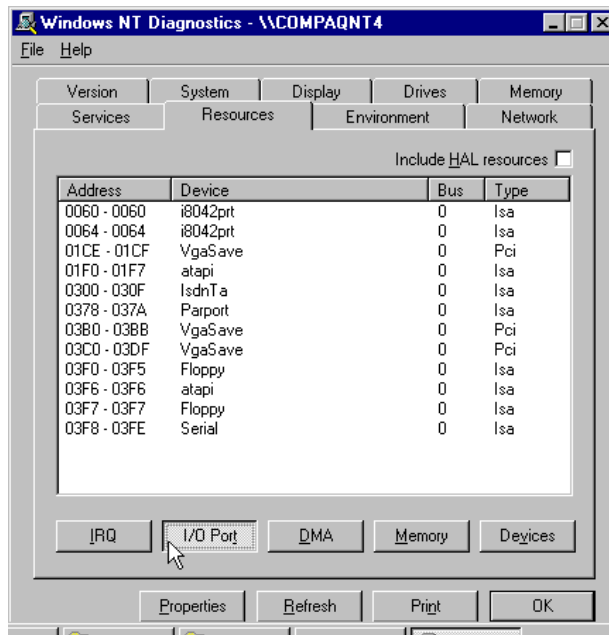 Windows NT Diagnostics - \\COMPAQNT4
File Help
Version System Display Drives Memory
Services Resources Environment Network
Include HAL resources
Address Device Bus Type
0060 - 0060 i8042prt 0 Isa
0064 - 0064 i8042prt 0 Isa
01CE - 01CF VgaSave 0 Pci
01F0 - 01F7 atapi 0 Isa
0300 - 030F IsdnTa 0 Isa
0378 - 037A Parport 0 Isa
03B0 - 03BB VgaSave 0 Pci
03C0 - 03DF VgaSave 0 Pci
03F0 - 03F5 Floppy 0 Isa
03F6 - 03F6 atapi 0 Isa
03F7 - 03F7 Floppy 0 Isa
03F8 - 03FE Serial 0 Isa
IRQ I/O Port DMA Memory Devices
Properties Refresh Print OK